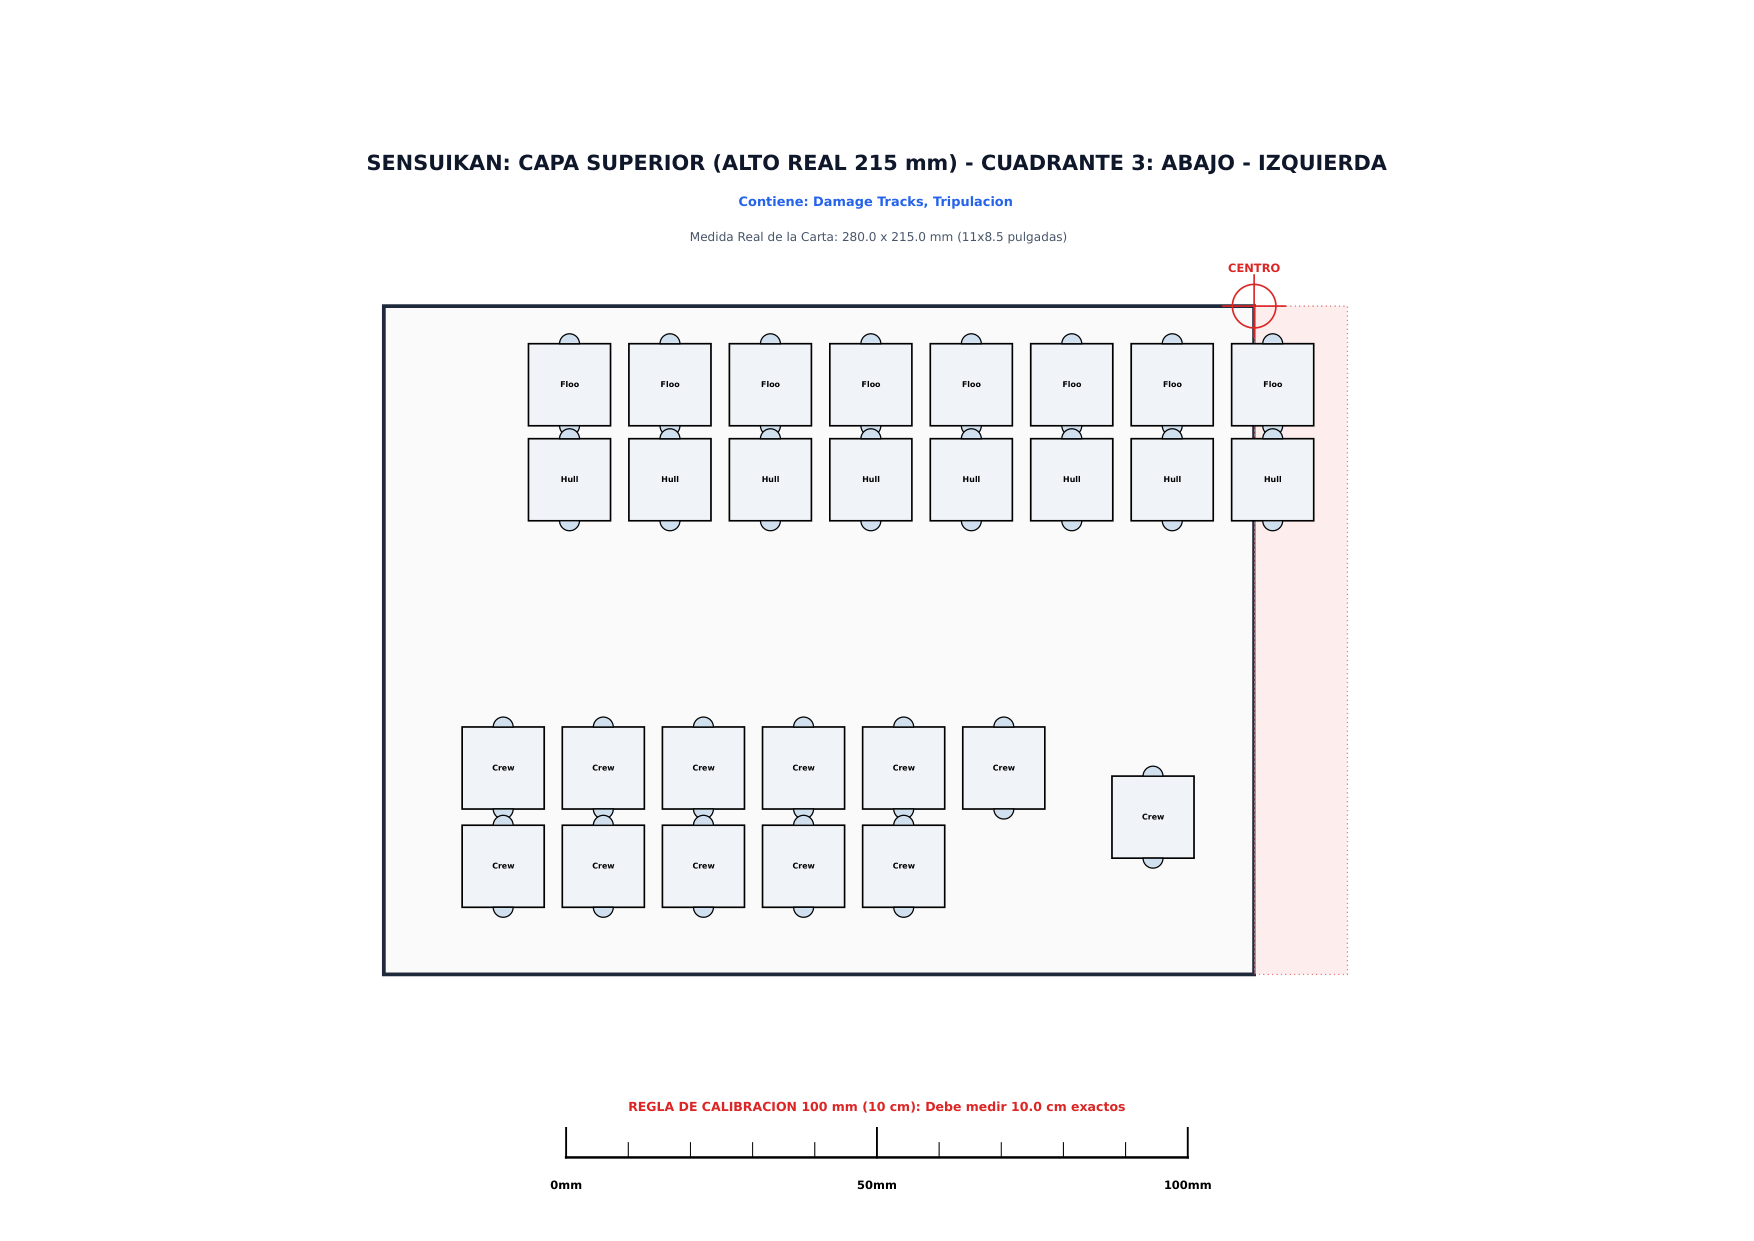 SENSUIKAN: CAPA SUPERIOR (ALTO REAL 215 mm) - CUADRANTE 3: ABAJO - IZQUIERDA
Contiene: Damage Tracks, Tripulacion
Medida Real de la Carta: 280.0 x 215.0 mm (11x8.5 pulgadas)
CENTRO
Floo Floo Floo Floo Floo Floo Floo Floo
Hull Hull Hull Hull Hull Hull Hull Hull
Crew Crew Crew Crew Crew Crew
Crew
Crew Crew Crew Crew Crew
REGLA DE CALIBRACION 100 mm (10 cm): Debe medir 10.0 cm exactos
0mm 50mm 100mm